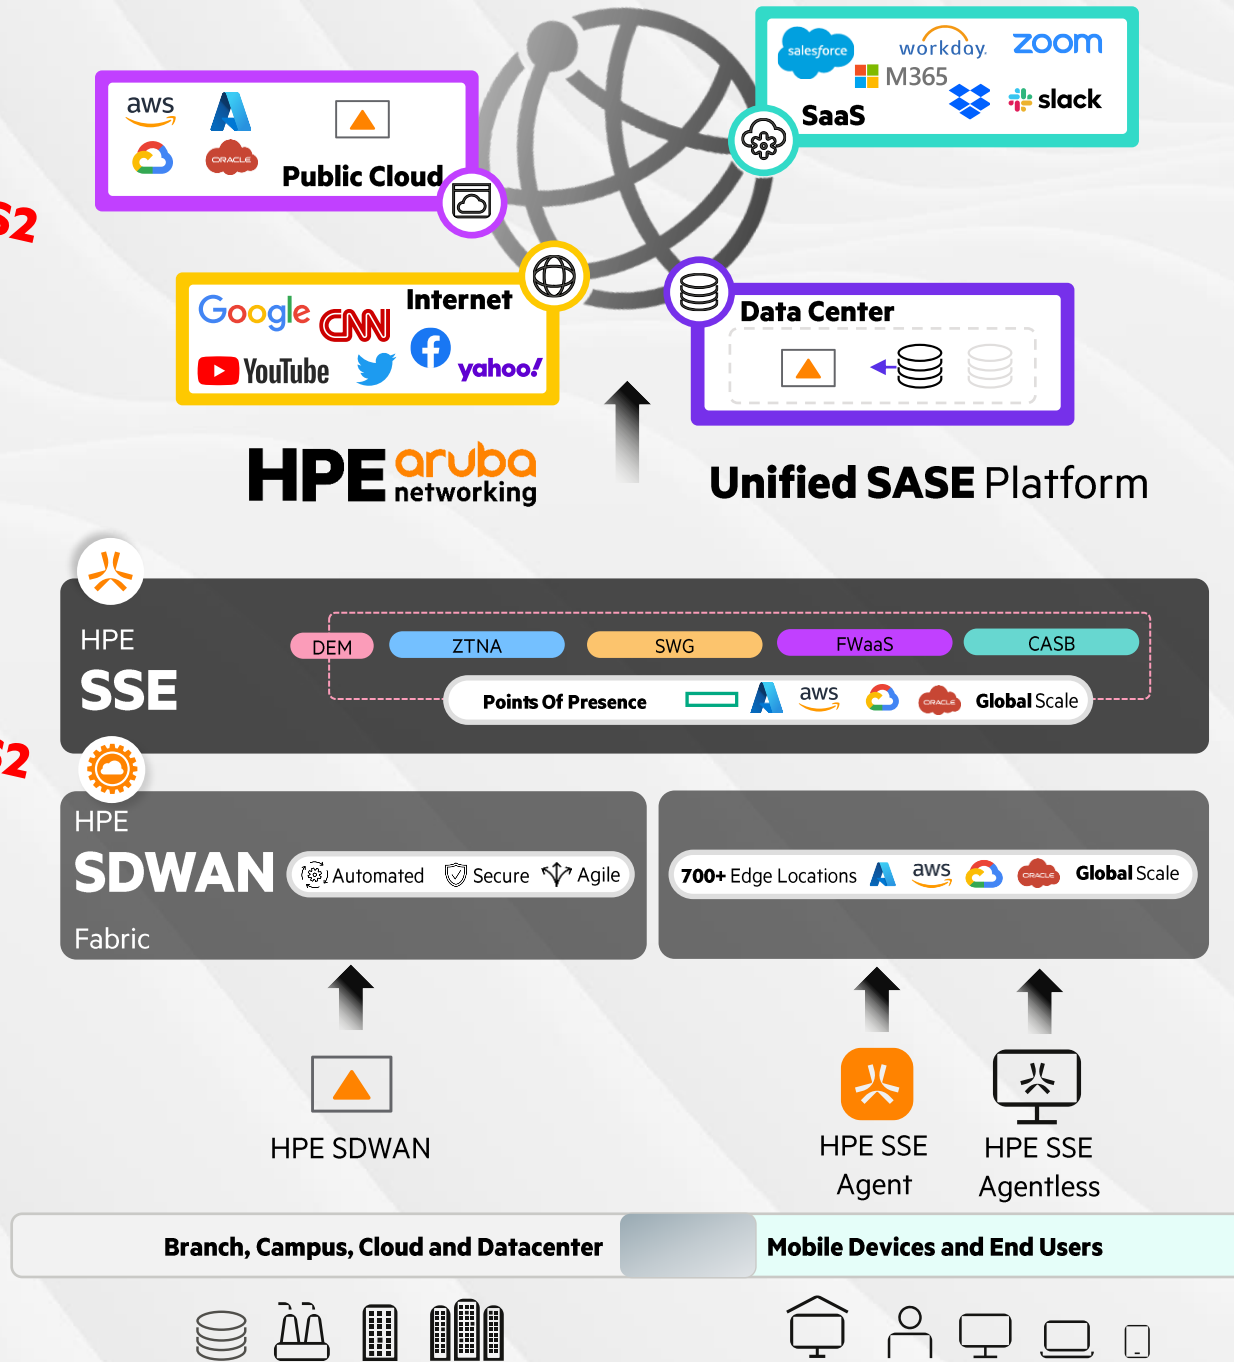 salesforce
workday.
zoom
M365
slack
SaaS
aws
ORACLE
Public Cloud
S2
Google
CNN
Internet
YouTube
yahoo!
Data Center
HPE aruba
networking
Unified SASE Platform
HPE
SSE
DEM
ZTNA
SWG
FWaaS
CASB
Points Of Presence
aws
ORACLE
Global Scale
S2
HPE
SDWAN
Fabric
Automated
Secure
Agile
700+ Edge Locations
aws
ORACLE
Global Scale
HPE SDWAN
HPE SSE
Agent
HPE SSE
Agentless
Branch, Campus, Cloud and Datacenter
Mobile Devices and End Users